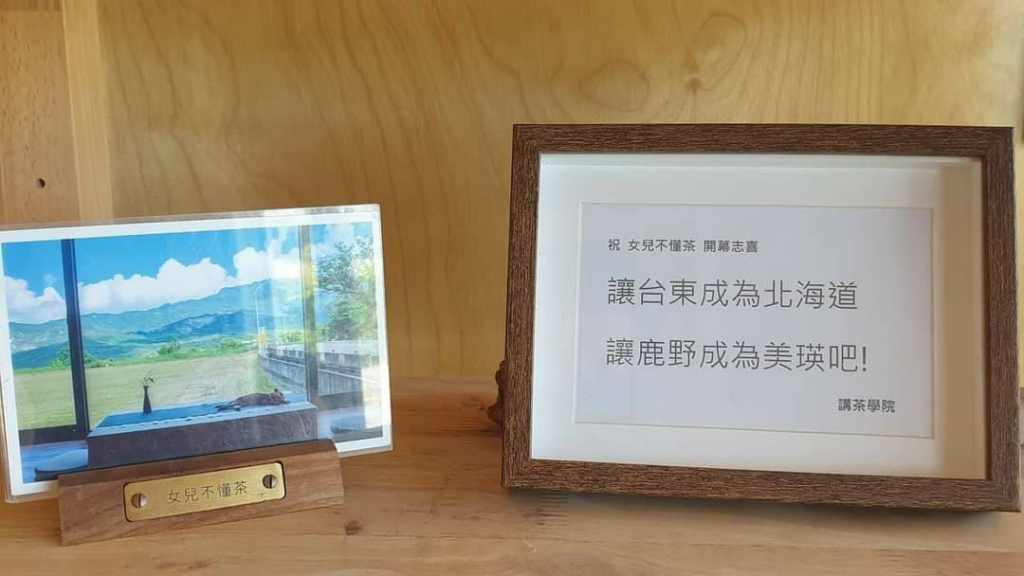 女兒不懂茶
祝 女兒不懂茶 開幕志喜
讓台東成為北海道
讓鹿野成為美瑛吧!
講茶學院